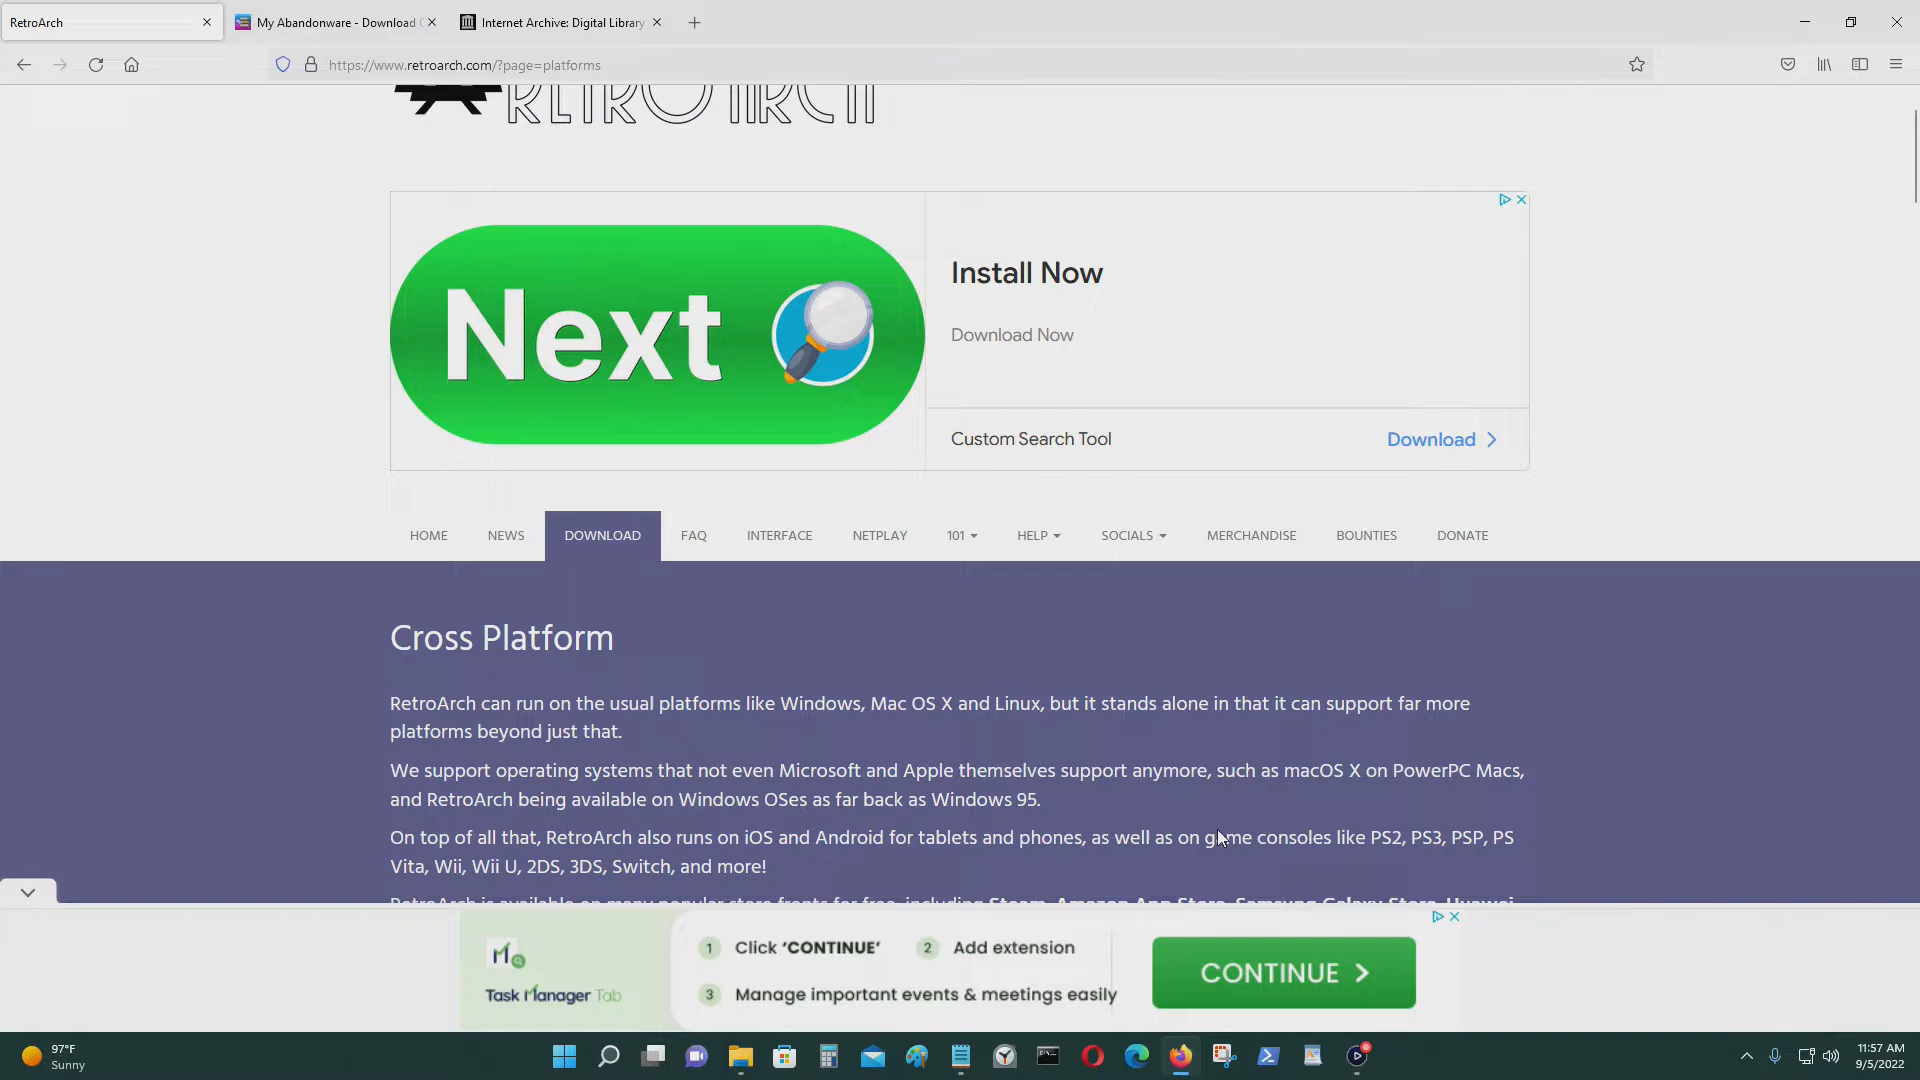 RetroArch
My Abandonware - Download
Internet Archive: Digital Library
https://www.retroarch.com/?page=platforms
RETROARCH
Next
Install Now
Download Now
Custom Search Tool
Download
HOME NEWS DOWNLOAD FAQ INTERFACE NETPLAY 101 HELP SOCIALS MERCHANDISE BOUNTIES DONATE
Cross Platform
RetroArch can run on the usual platforms like Windows, Mac OS X and Linux, but it stands alone in that it can support far more
platforms beyond just that.
We support operating systems that not even Microsoft and Apple themselves support anymore, such as macOS X on PowerPC Macs,
and RetroArch being available on Windows OSes as far back as Windows 95.
On top of all that, RetroArch also runs on iOS and Android for tablets and phones, as well as on game consoles like PS2, PS3, PSP, PS
Vita, Wii, Wii U, 2DS, 3DS, Switch, and more!
RetroArch is available on many popular store fronts for free, including Steam, Amazon App Store, Samsung Galaxy Store, Huawei
Task Manager Tab
1 Click ‘CONTINUE’ 2 Add extension
3 Manage important events & meetings easily
CONTINUE
97°F
Sunny
11:57 AM
9/5/2022